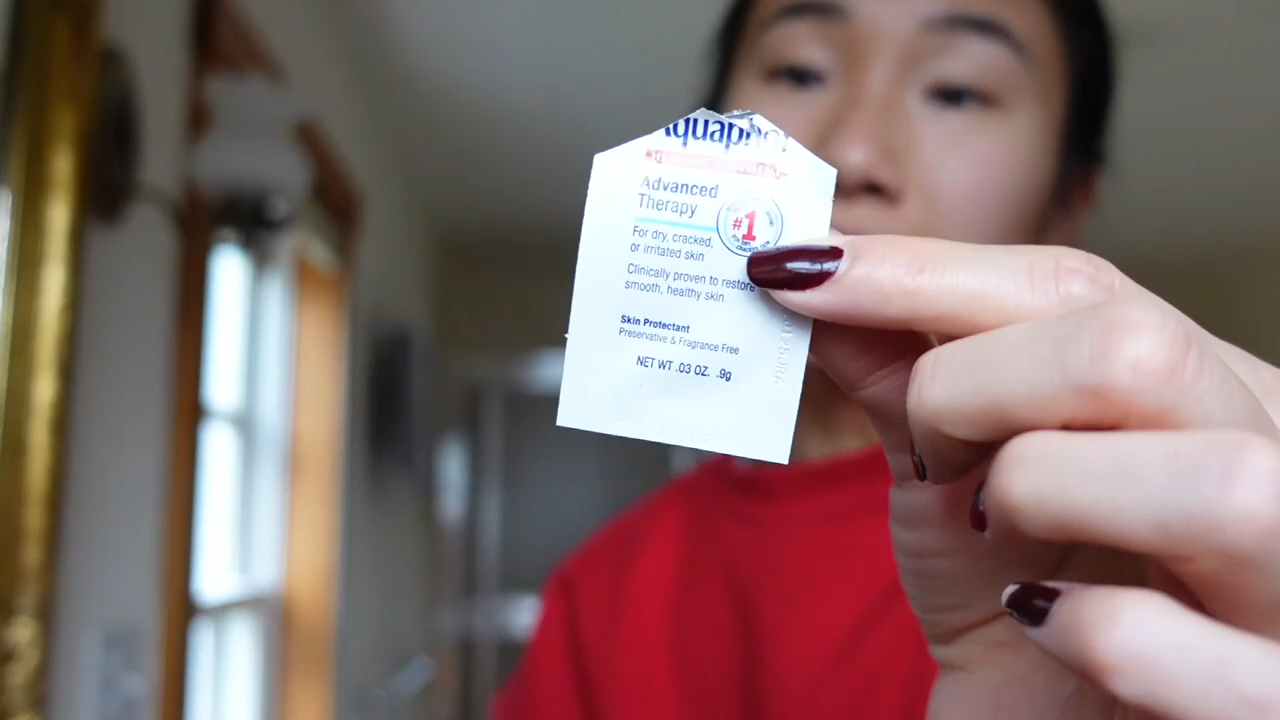 Aquaphor
Advanced
Therapy
#1
For dry, cracked,
or irritated skin
Clinically proven to restore
smooth, healthy skin
Skin Protectant
Preservative & Fragrance Free
NET WT .03 OZ. .9g